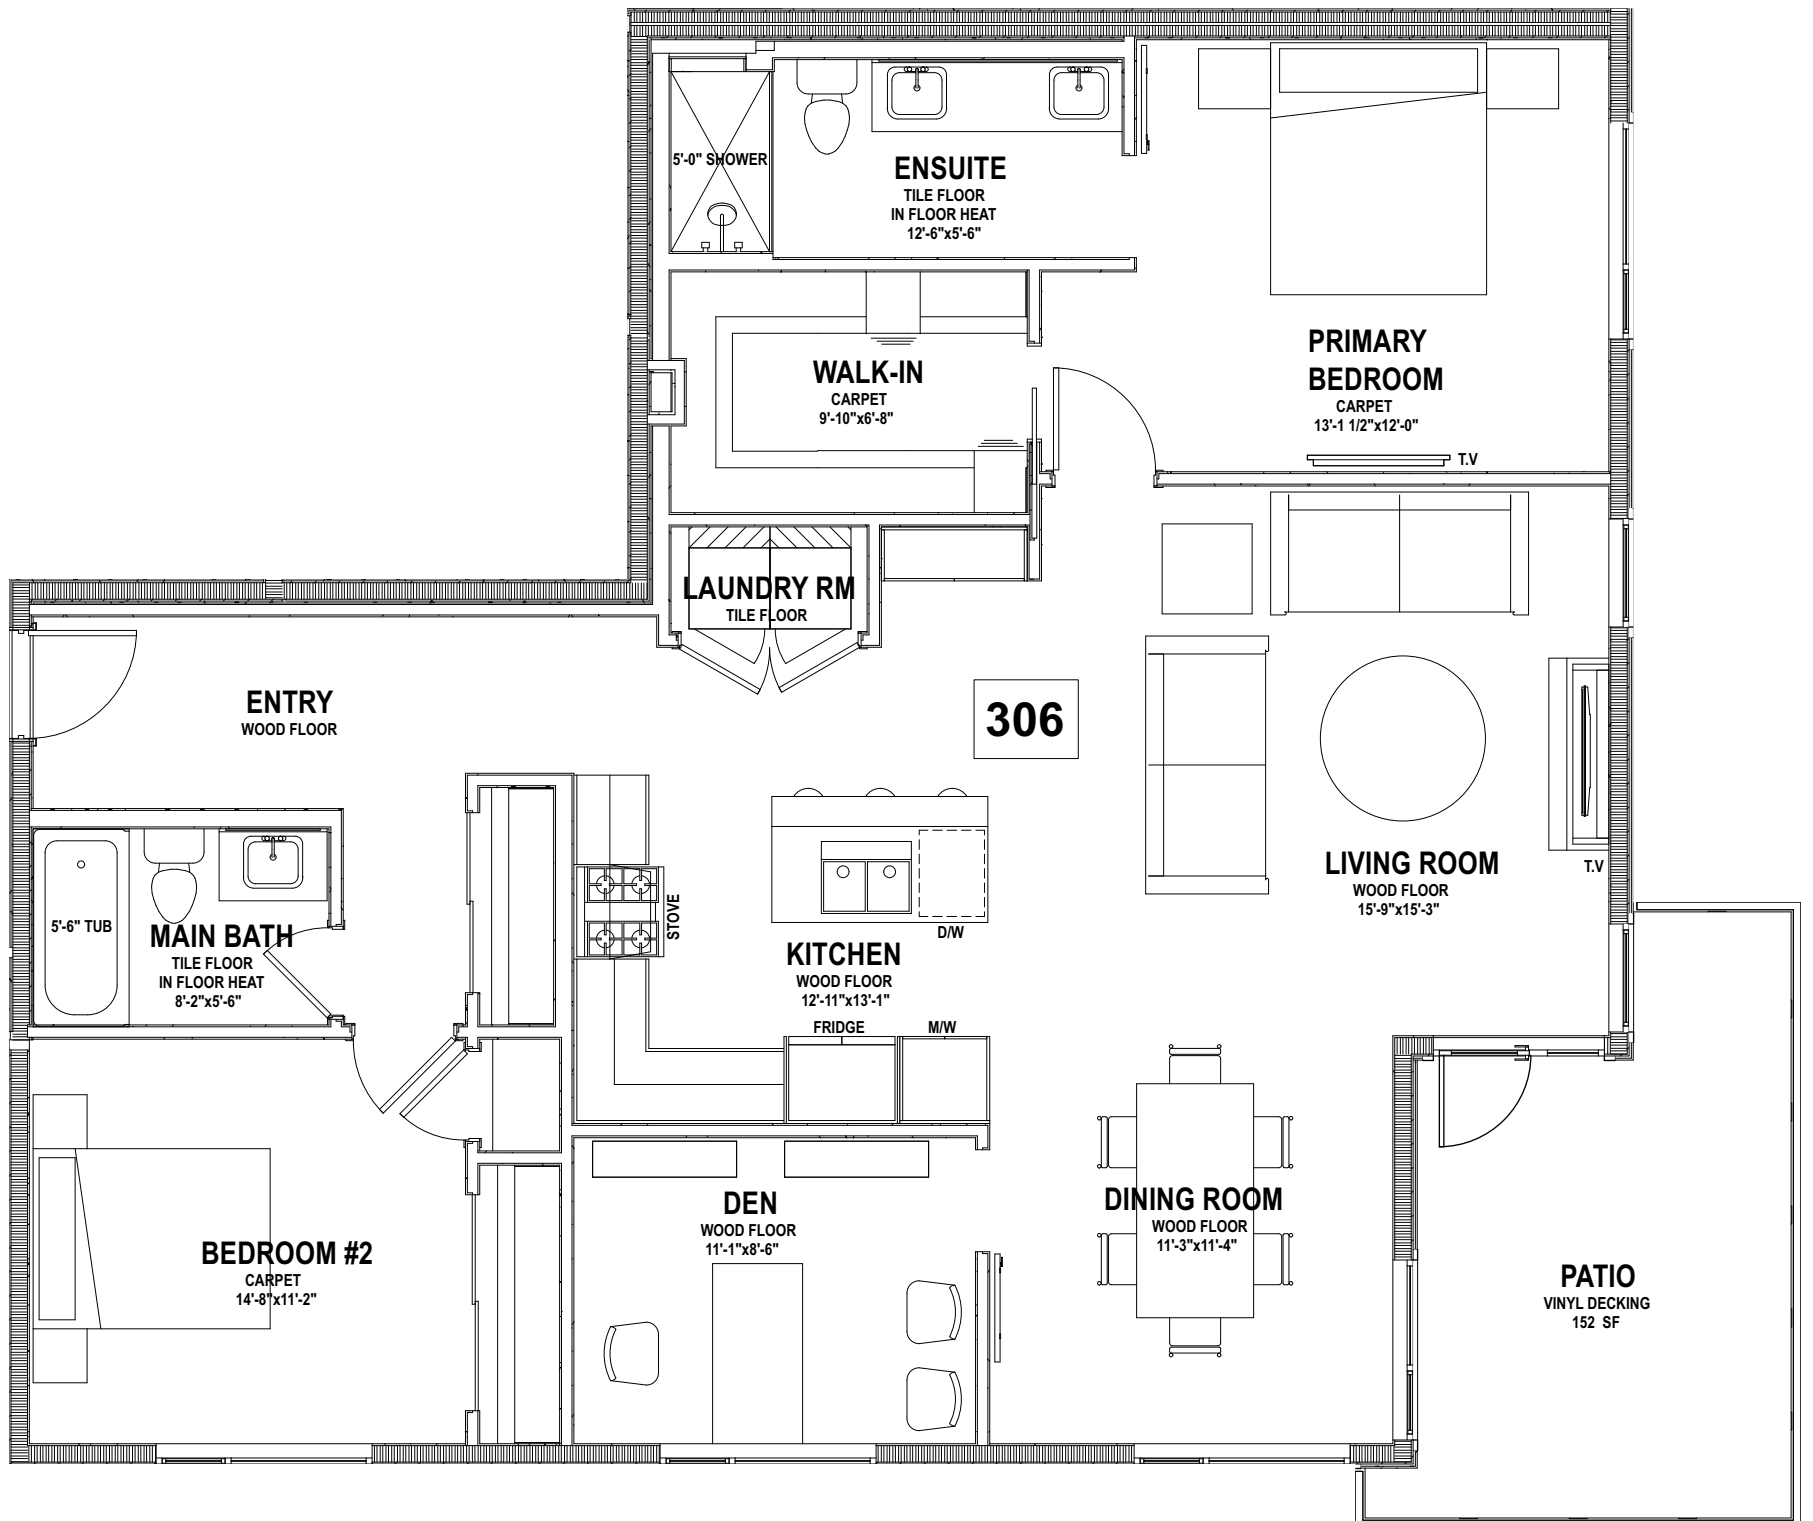 5'-0" SHOWER
ENSUITE
TILE FLOOR
IN FLOOR HEAT
12'-6"x5'-6"
PRIMARY
BEDROOM
CARPET
13'-1 1/2"x12'-0"
T.V
WALK-IN
CARPET
9'-10"x6'-8"
LAUNDRY RM
TILE FLOOR
ENTRY
WOOD FLOOR
306
LIVING ROOM
WOOD FLOOR
15'-9"x15'-3"
T.V
5'-6" TUB
MAIN BATH
TILE FLOOR
IN FLOOR HEAT
8'-2"x5'-6"
STOVE
D/W
KITCHEN
WOOD FLOOR
12'-11"x13'-1"
FRIDGE
M/W
BEDROOM #2
CARPET
14'-8"x11'-2"
DEN
WOOD FLOOR
11'-1"x8'-6"
DINING ROOM
WOOD FLOOR
11'-3"x11'-4"
PATIO
VINYL DECKING
152 SF